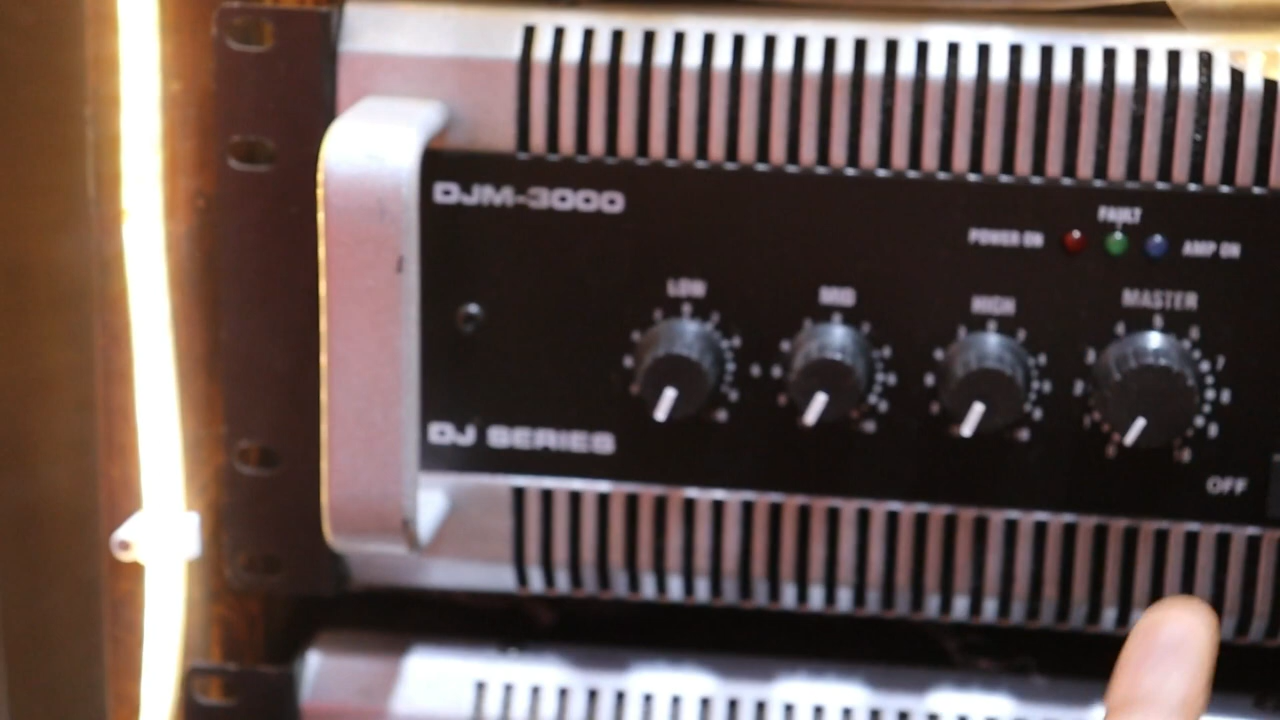 DJM-3000
FAULT
POWER ON
AMP ON
LOW
MID
HIGH
MASTER
DJ SERIES
OFF